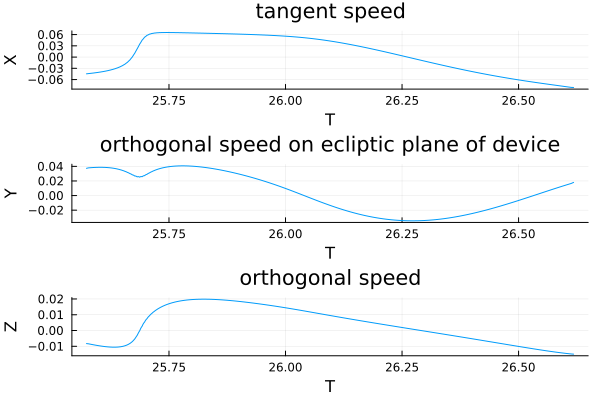 tangent speed
0.06
0.03
0.00
−0.03
−0.06
X
25.75 26.00 26.25 26.50
T
orthogonal speed on ecliptic plane of device
0.04
0.02
0.00
−0.02
Y
25.75 26.00 26.25 26.50
T
orthogonal speed
0.02
0.01
0.00
−0.01
Z
25.75 26.00 26.25 26.50
T